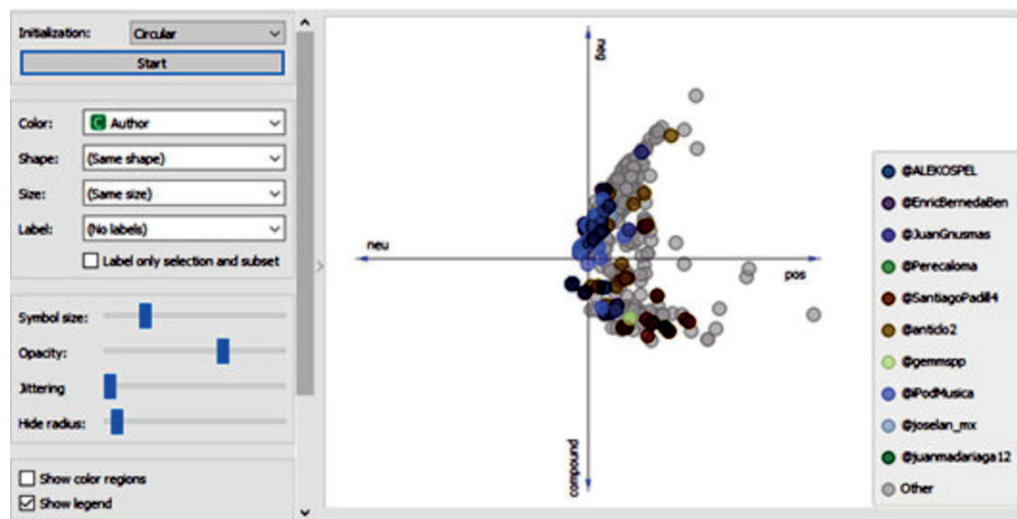 Initialization: Circular
Start
Color: C Author
Shape: (Same shape)
Size: (Same size)
Label: (No labels)
Label only selection and subset
Symbol size:
Opacity:
Jittering
Hide radius:
Show color regions
Show legend
neg
neu
pos
compound
@ALEKOSPEL
@EnricBernedaBen
@JuanGnusmas
@Perecaloma
@SantiagoPadill4
@antido2
@gemmspp
@iPodMusica
@joselan_mx
@juanmadariaga12
Other